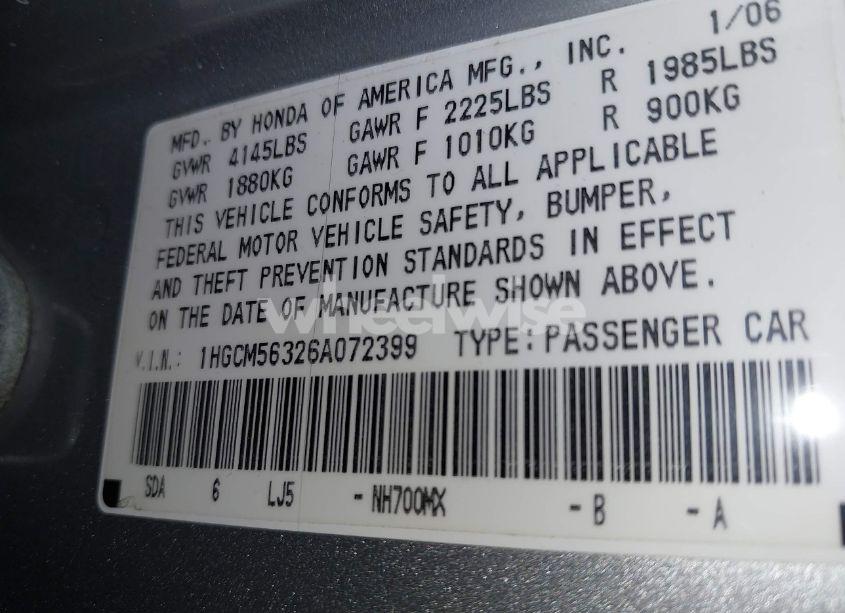 MFD. BY HONDA OF AMERICA MFG., INC. 1/06
GVWR 4145LBS GAWR F 2225LBS R 1985LBS
GVWR 1880KG GAWR F 1010KG R 900KG
THIS VEHICLE CONFORMS TO ALL APPLICABLE
FEDERAL MOTOR VEHICLE SAFETY, BUMPER,
AND THEFT PREVENTION STANDARDS IN EFFECT
ON THE DATE OF MANUFACTURE SHOWN ABOVE.
wheelwise
V.I.N.: 1HGCM56326A072399 TYPE: PASSENGER CAR
SDA 6 LJ5 -NH700MX -B -A